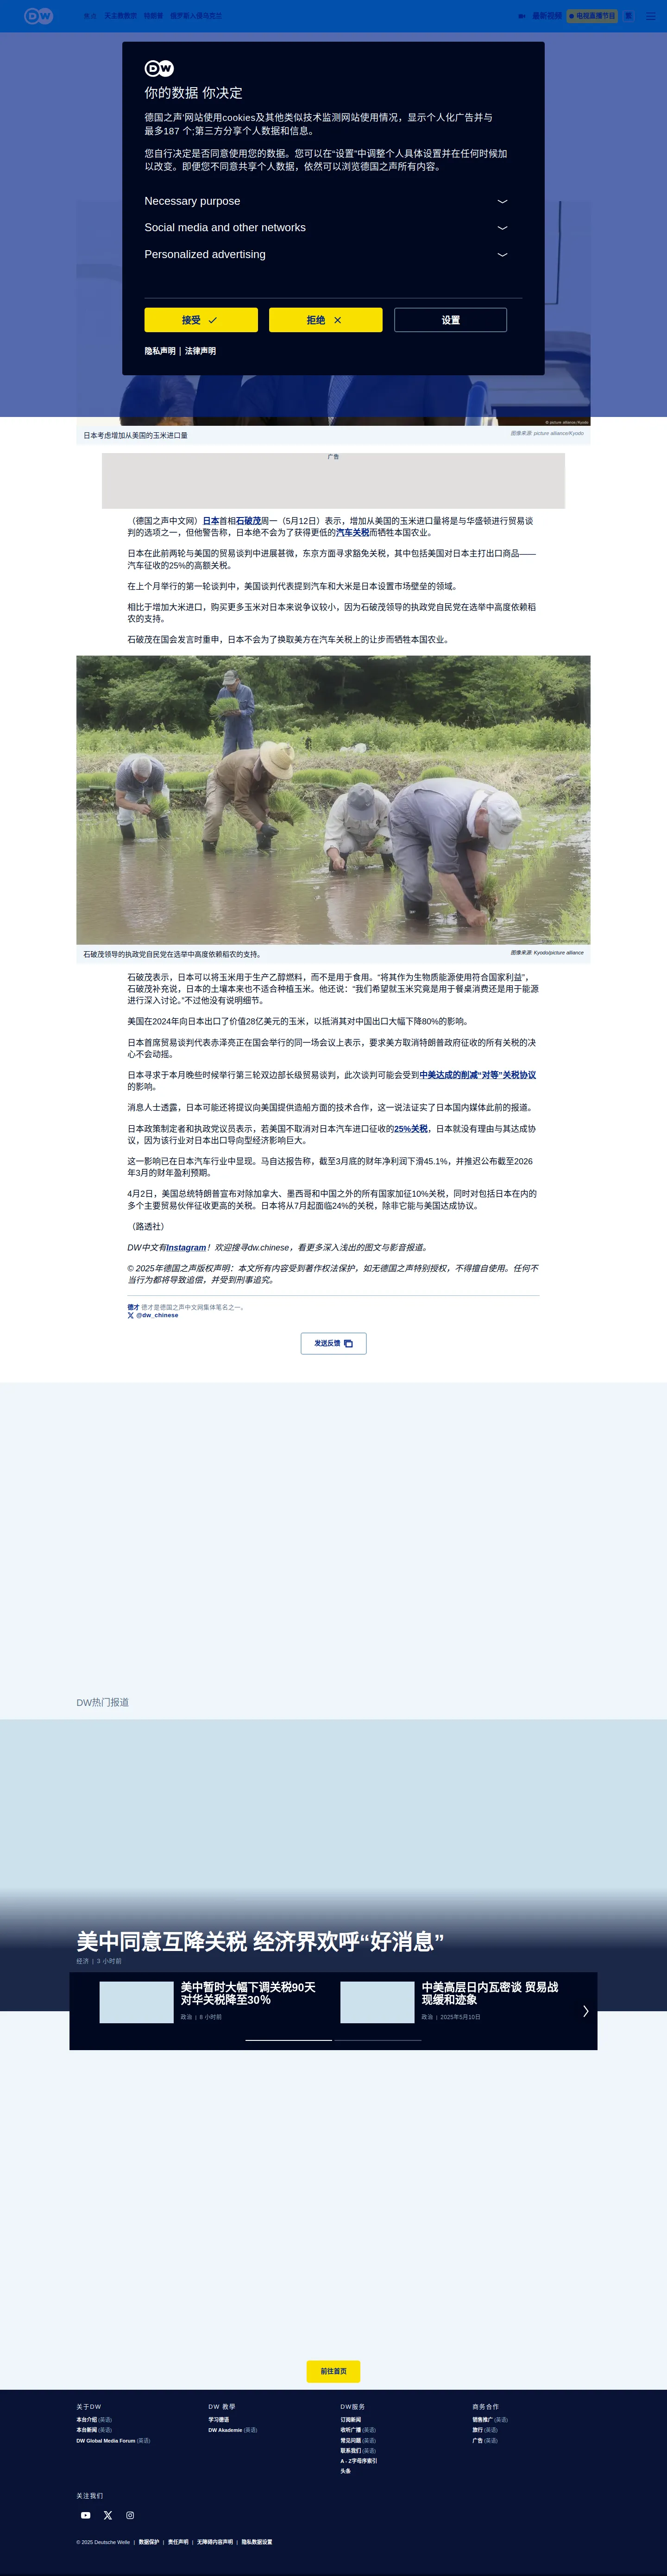 DW
焦点
天主教教宗
特朗普
俄罗斯入侵乌克兰
最新视频
电视直播节目
DW
你的数据 你决定
德国之声'网站使用cookies及其他类似技术监测网站使用情况，显示个人化广告并与
最多187 个;第三方分享个人数据和信息。
您自行决定是否同意使用您的数据。您可以在“设置”中调整个人具体设置并在任何时候加
以改变。即便您不同意共享个人数据，依然可以浏览德国之声所有内容。
Necessary purpose
Social media and other networks
Personalized advertising
接受
拒绝
设置
隐私声明 | 法律声明
© picture alliance/Kyodo
日本考虑增加从美国的玉米进口量
图像来源: picture alliance/Kyodo
广告
（德国之声中文网）日本首相石破茂周一（5月12日）表示，增加从美国的玉米进口量将是与华盛顿进行贸易谈
判的选项之一，但他警告称，日本绝不会为了获得更低的汽车关税而牺牲本国农业。
日本在此前两轮与美国的贸易谈判中进展甚微，东京方面寻求豁免关税，其中包括美国对日本主打出口商品——
汽车征收的25%的高额关税。
在上个月举行的第一轮谈判中，美国谈判代表提到汽车和大米是日本设置市场壁垒的领域。
相比于增加大米进口，购买更多玉米对日本来说争议较小，因为石破茂领导的执政党自民党在选举中高度依赖稻
农的支持。
石破茂在国会发言时重申，日本不会为了换取美方在汽车关税上的让步而牺牲本国农业。
石破茂领导的执政党自民党在选举中高度依赖稻农的支持。
图像来源: Kyodo/picture alliance
石破茂表示，日本可以将玉米用于生产乙醇燃料，而不是用于食用。“将其作为生物质能源使用符合国家利益”，
石破茂补充说，日本的土壤本来也不适合种植玉米。他还说：“我们希望就玉米究竟是用于餐桌消费还是用于能源
进行深入讨论。”不过他没有说明细节。
美国在2024年向日本出口了价值28亿美元的玉米，以抵消其对中国出口大幅下降80%的影响。
日本首席贸易谈判代表赤泽亮正在国会举行的同一场会议上表示，要求美方取消特朗普政府征收的所有关税的决
心不会动摇。
日本寻求于本月晚些时候举行第三轮双边部长级贸易谈判，此次谈判可能会受到中美达成的削减“对等”关税协议
的影响。
消息人士透露，日本可能还将提议向美国提供造船方面的技术合作，这一说法证实了日本国内媒体此前的报道。
日本政策制定者和执政党议员表示，若美国不取消对日本汽车进口征收的25%关税，日本就没有理由与其达成协
议，因为该行业对日本出口导向型经济影响巨大。
这一影响已在日本汽车行业中显现。马自达报告称，截至3月底的财年净利润下滑45.1%，并推迟公布截至2026
年3月的财年盈利预期。
4月2日，美国总统特朗普宣布对除加拿大、墨西哥和中国之外的所有国家加征10%关税，同时对包括日本在内的
多个主要贸易伙伴征收更高的关税。日本将从7月起面临24%的关税，除非它能与美国达成协议。
（路透社）
DW中文有Instagram！欢迎搜寻dw.chinese，看更多深入浅出的图文与影音报道。
© 2025年德国之声版权声明：本文所有内容受到著作权法保护，如无德国之声特别授权，不得擅自使用。任何不
当行为都将导致追偿，并受到刑事追究。
德才 德才是德国之声中文网集体笔名之一。
@dw_chinese
发送反馈
DW热门报道
美中同意互降关税 经济界欢呼“好消息”
经济 | 3 小时前
美中暂时大幅下调关税90天
对华关税降至30%
政治 | 8 小时前
中美高层日内瓦密谈 贸易战
现缓和迹象
政治 | 2025年5月10日
前往首页
关于DW
本台介绍 (英语)
本台新闻 (英语)
DW Global Media Forum (英语)
DW 教學
学习德语
DW Akademie (英语)
DW服务
订阅新闻
收听广播 (英语)
常见问题 (英语)
联系我们 (英语)
A - Z字母序索引
头条
商务合作
销售推广 (英语)
旅行 (英语)
广告 (英语)
关注我们
© 2025 Deutsche Welle | 数据保护 | 责任声明 | 无障碍内容声明 | 隐私数据设置